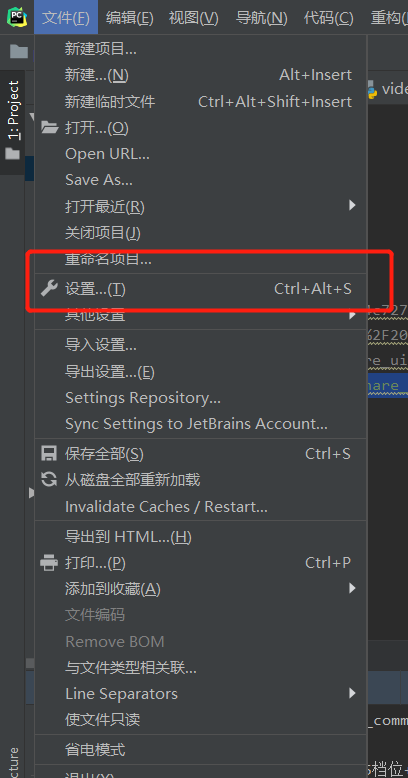 PC 文件(F) 编辑(E) 视图(V) 导航(N) 代码(C) 重构(
新建项目...
新建...(N) Alt+Insert
新建临时文件 Ctrl+Alt+Shift+Insert
vide
打开...(O)
1: Project
Open URL...
Save As...
打开最近(R)
关闭项目(J)
重命名项目...
设置...(T) Ctrl+Alt+S
其他设置
4c727
%2F20
导入设置...
re_ui
导出设置...(E)
hare_
Settings Repository...
Sync Settings to JetBrains Account...
保存全部(S) Ctrl+S
从磁盘全部重新加载
Invalidate Caches / Restart...
导出到 HTML...(H)
打印...(P) Ctrl+P
添加到收藏(A)
文件编码
Remove BOM
与文件类型相关联...
Line Separators
使文件只读
_comm
省电模式
cture
档位
退出(X)